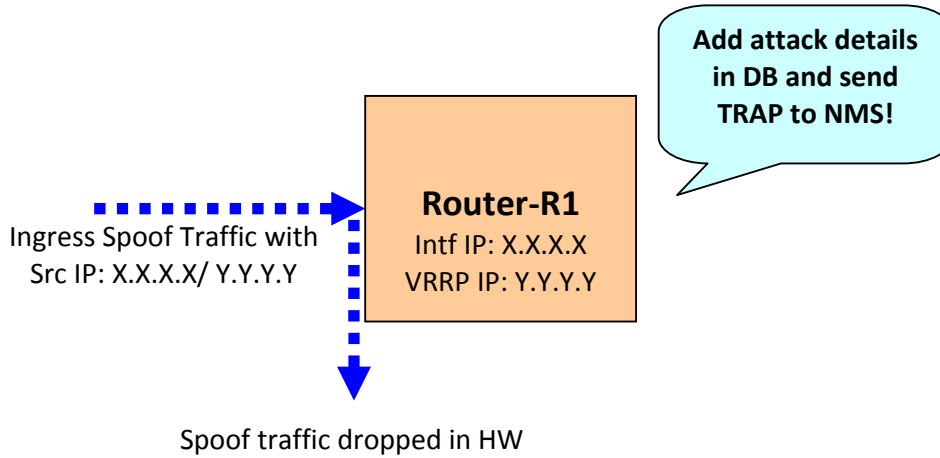 Add attack details
in DB and send
TRAP to NMS!
Router-R1
Intf IP: X.X.X.X
VRRP IP: Y.Y.Y.Y
Ingress Spoof Traffic with
Src IP: X.X.X.X/ Y.Y.Y.Y
Spoof traffic dropped in HW